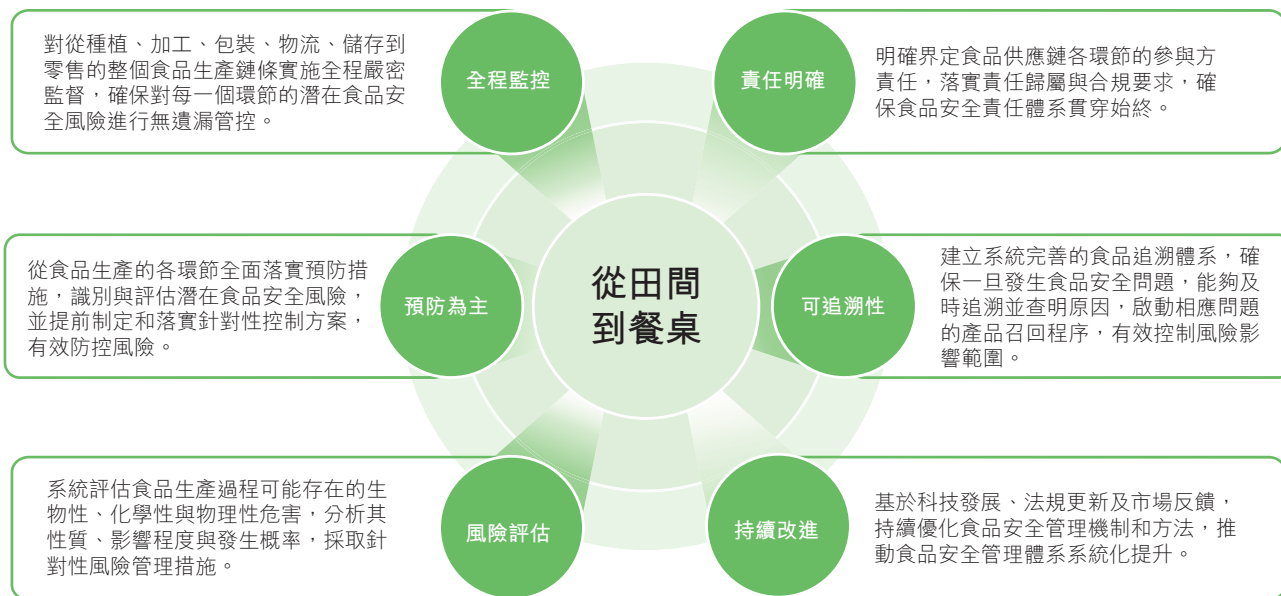 對從種植、加工、包裝、物流、儲存到
零售的整個食品生產鏈條實施全程嚴密
監督，確保對每一個環節的潛在食品安
全風險進行無遺漏管控。
全程監控
責任明確
明確界定食品供應鏈各環節的參與方
責任，落實責任歸屬與合規要求，確
保食品安全責任體系貫穿始終。
從食品生產的各環節全面落實預防措
施，識別與評估潛在食品安全風險，
並提前制定和落實針對性控制方案，
有效防控風險。
預防為主
從田間
到餐桌
可追溯性
建立系統完善的食品追溯體系，確
保一旦發生食品安全問題，能夠及
時追溯並查明原因，啟動相應問題
的產品召回程序，有效控制風險影
響範圍。
系統評估食品生產過程可能存在的生
物性、化學性與物理性危害，分析其
性質、影響程度與發生概率，採取針
對性風險管理措施。
風險評估
持續改進
基於科技發展、法規更新及市場反饋，
持續優化食品安全管理機制和方法，推
動食品安全管理體系系統化提升。